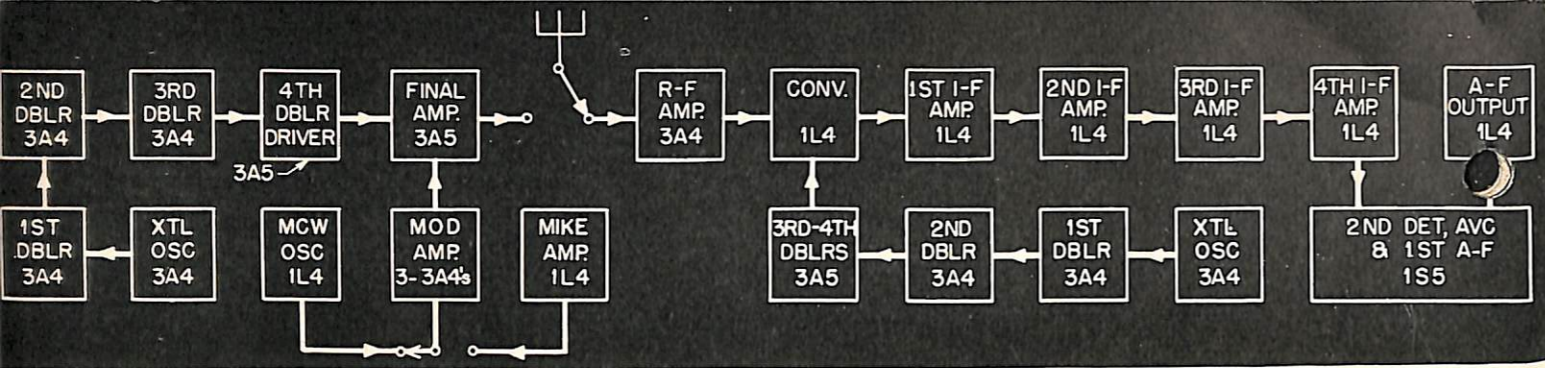 2ND
DBLR
3A4
3RD
DBLR
3A4
4TH
DBLR
DRIVER
3A5
FINAL
AMP.
3A5
R-F
AMP.
3A4
CONV.
1L4
1ST I-F
AMP.
1L4
2ND I-F
AMP.
1L4
3RD I-F
AMP.
1L4
4TH I-F
AMP.
1L4
A-F
OUTPUT
1L4
1ST
DBLR
3A4
XTL
OSC
3A4
MCW
OSC
1L4
MOD
AMP.
3-3A4's
MIKE
AMP.
1L4
3RD-4TH
DBLRS
3A5
2ND
DBLR
3A4
1ST
DBLR
3A4
XTL
OSC
3A4
2ND DET, AVC
& 1ST A-F
1S5